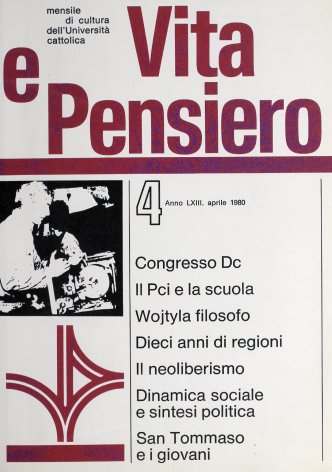 mensile
di cultura
dell'Università
cattolica
Vita
e Pensiero
4 Anno LXIII, aprile 1980
Congresso Dc
Il Pci e la scuola
Wojtyla filosofo
Dieci anni di regioni
Il neoliberismo
Dinamica sociale
e sintesi politica
San Tommaso
e i giovani